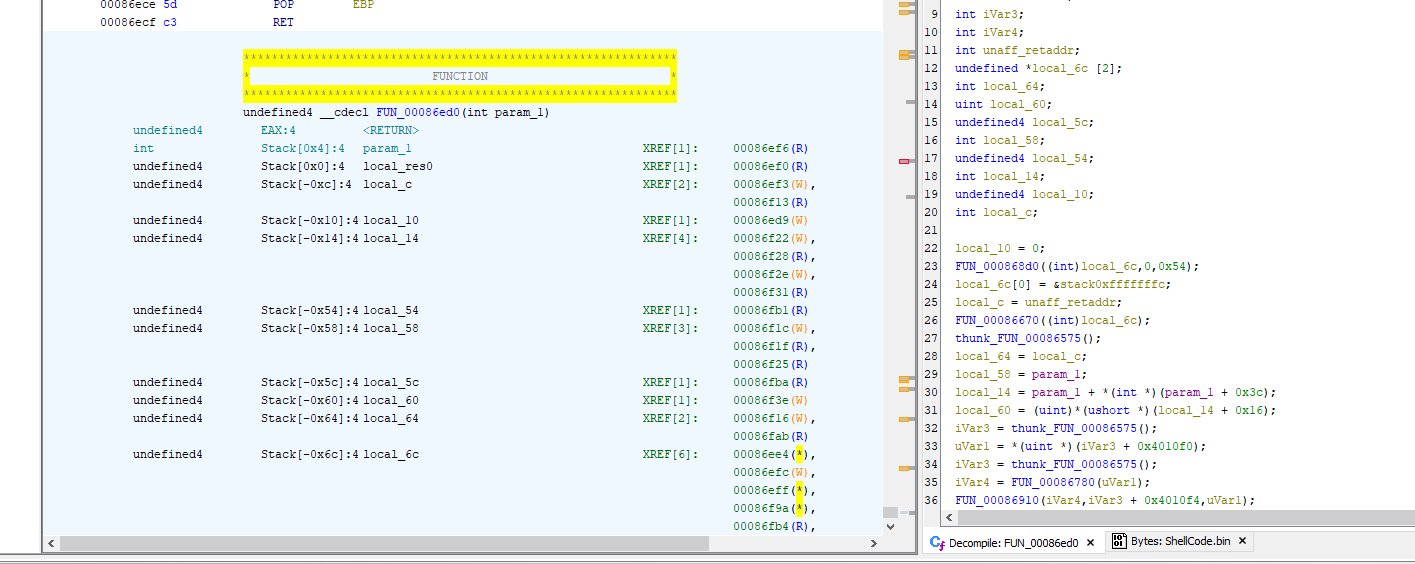 00086ece 5d POP EBP
00086ecf c3 RET
**************************************************************
* FUNCTION *
**************************************************************
undefined4 __cdecl FUN_00086ed0(int param_1)
undefined4 EAX:4 <RETURN>
int Stack[0x4]:4 param_1 XREF[1]: 00086ef6(R)
undefined4 Stack[0x0]:4 local_res0 XREF[1]: 00086ef0(R)
undefined4 Stack[-0xc]:4 local_c XREF[2]: 00086ef3(W),
00086f13(R)
undefined4 Stack[-0x10]:4 local_10 XREF[1]: 00086ed9(W)
undefined4 Stack[-0x14]:4 local_14 XREF[4]: 00086f22(W),
00086f28(R),
00086f2e(W),
00086f31(R)
undefined4 Stack[-0x54]:4 local_54 XREF[1]: 00086fb1(R)
undefined4 Stack[-0x58]:4 local_58 XREF[3]: 00086f1c(W),
00086f1f(R),
00086f25(R)
undefined4 Stack[-0x5c]:4 local_5c XREF[1]: 00086fba(R)
undefined4 Stack[-0x60]:4 local_60 XREF[1]: 00086f3e(W)
undefined4 Stack[-0x64]:4 local_64 XREF[2]: 00086f16(W),
00086fab(R)
undefined4 Stack[-0x6c]:4 local_6c XREF[6]: 00086ee4(*),
00086efc(W),
00086eff(*),
00086f9a(*),
00086fb4(R),
9 int iVar3;
10 int iVar4;
11 int unaff_retaddr;
12 undefined *local_6c [2];
13 int local_64;
14 uint local_60;
15 undefined4 local_5c;
16 int local_58;
17 undefined4 local_54;
18 int local_14;
19 undefined4 local_10;
20 int local_c;
21
22 local_10 = 0;
23 FUN_000868d0((int)local_6c,0,0x54);
24 local_6c[0] = &stack0xfffffffc;
25 local_c = unaff_retaddr;
26 FUN_00086670((int)local_6c);
27 thunk_FUN_00086575();
28 local_64 = local_c;
29 local_58 = param_1;
30 local_14 = param_1 + *(int *)(param_1 + 0x3c);
31 local_60 = (uint)*(ushort *)(local_14 + 0x16);
32 iVar3 = thunk_FUN_00086575();
33 uVar1 = *(uint *)(iVar3 + 0x4010f0);
34 iVar3 = thunk_FUN_00086575();
35 iVar4 = FUN_00086780(uVar1);
36 FUN_00086910(iVar4,iVar3 + 0x4010f4,uVar1);
Decompile: FUN_00086ed0
Bytes: ShellCode.bin